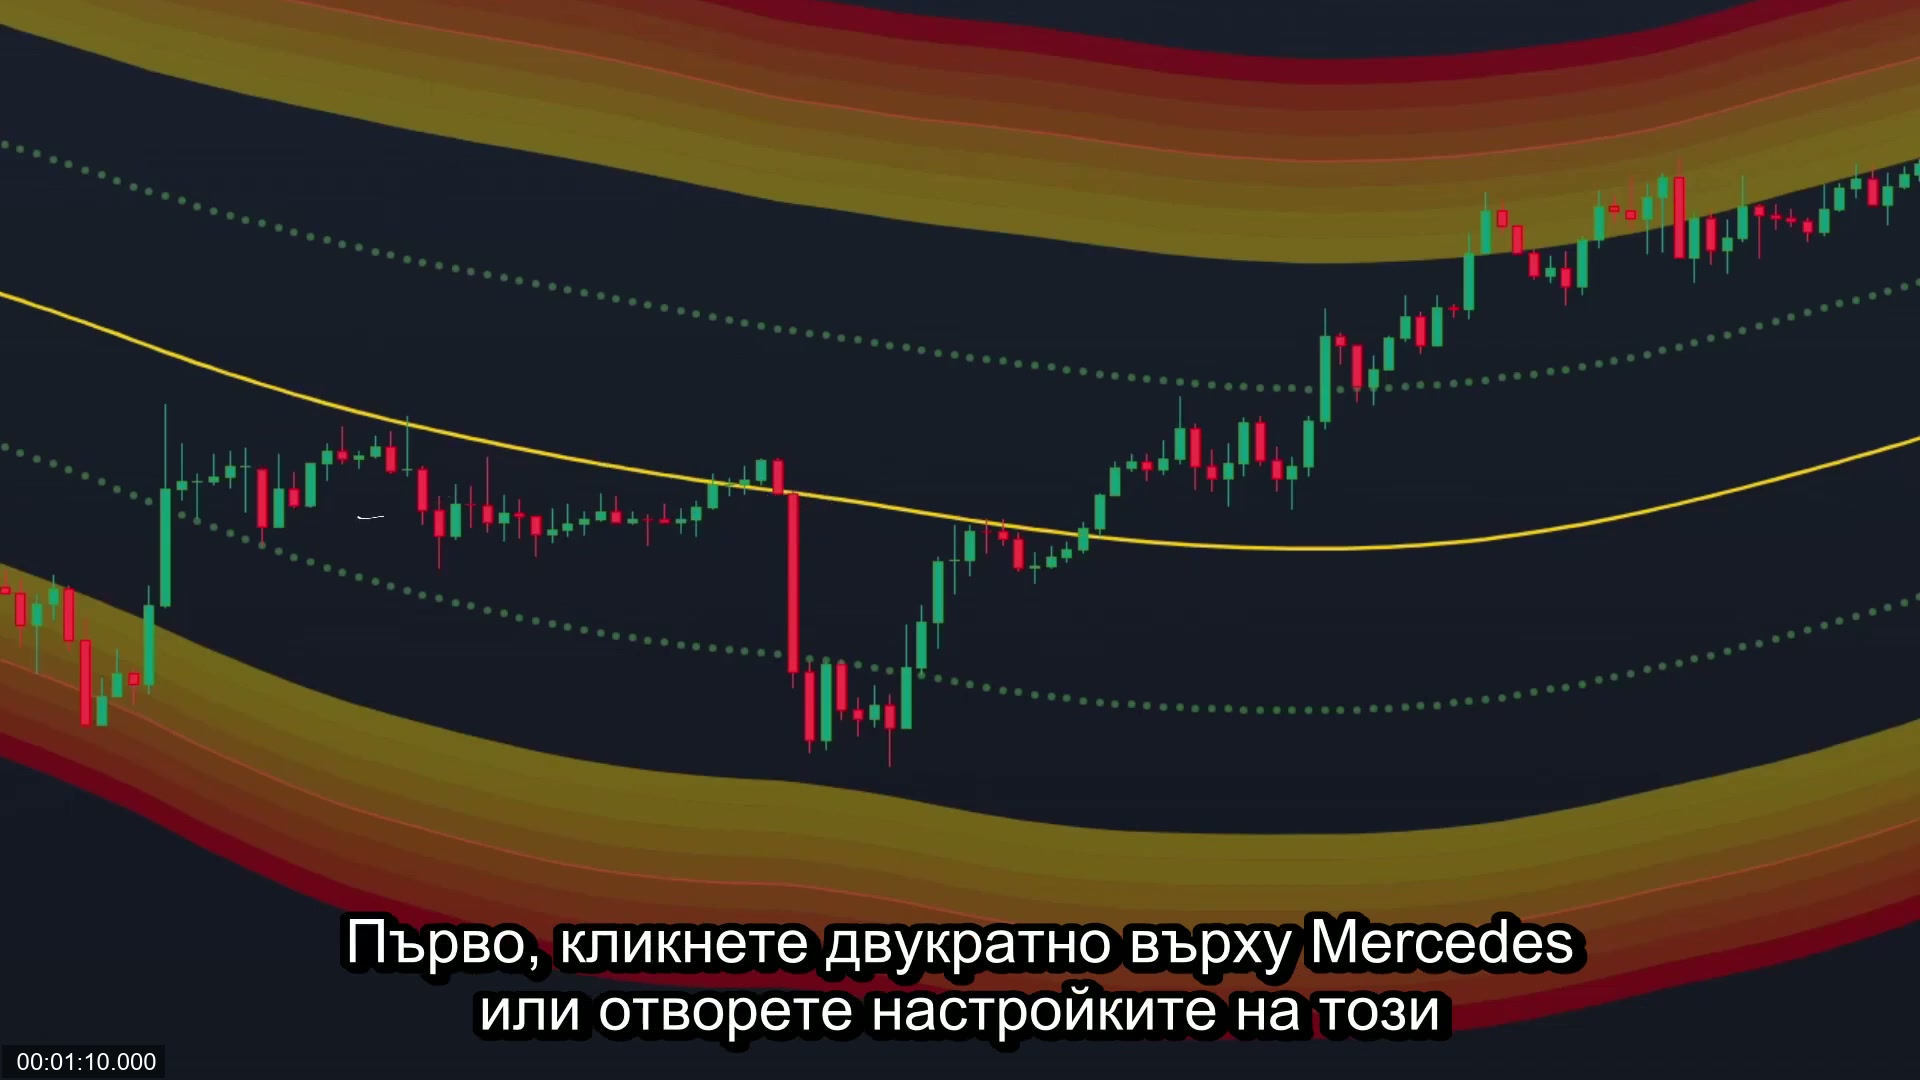 Първо, кликнете двукратно върху Mercedes
или отворете настройките на този
00:01:10.000